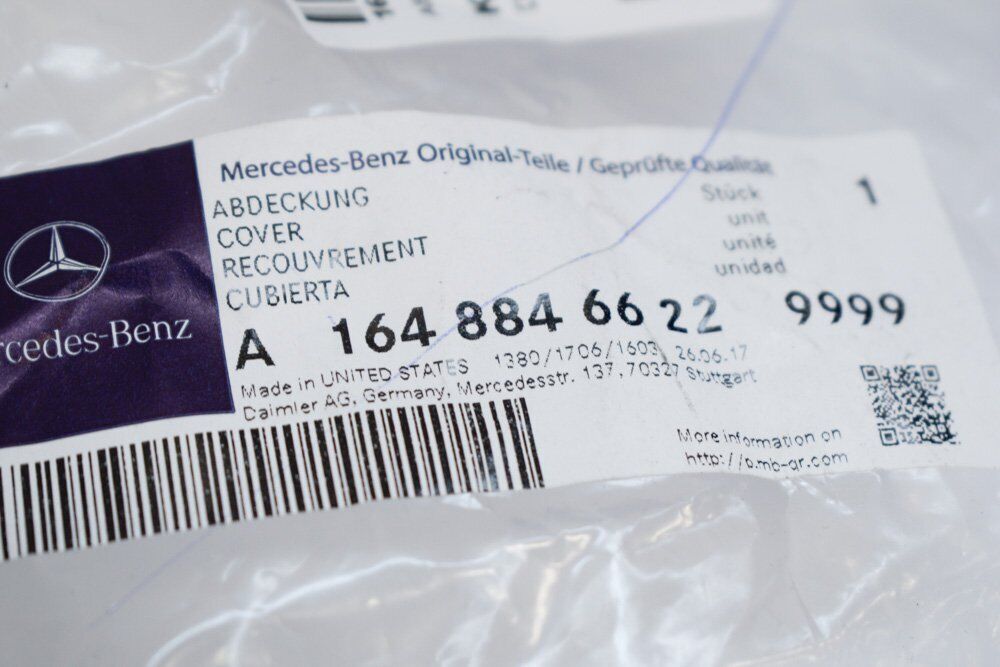 Mercedes-Benz Original-Teile / Geprüfte Qualität
ABDECKUNG
COVER
RECOUVREMENT
CUBIERTA
Stück 1
unit
unité
unidad
A 164 884 66 22 9999
Made in UNITED STATES 1380/1706/1603 26.06.17
Daimler AG, Germany, Mercedesstr. 137, 70327 Stuttgart
rcedes-Benz
More information on
http://p.mb-qr.com